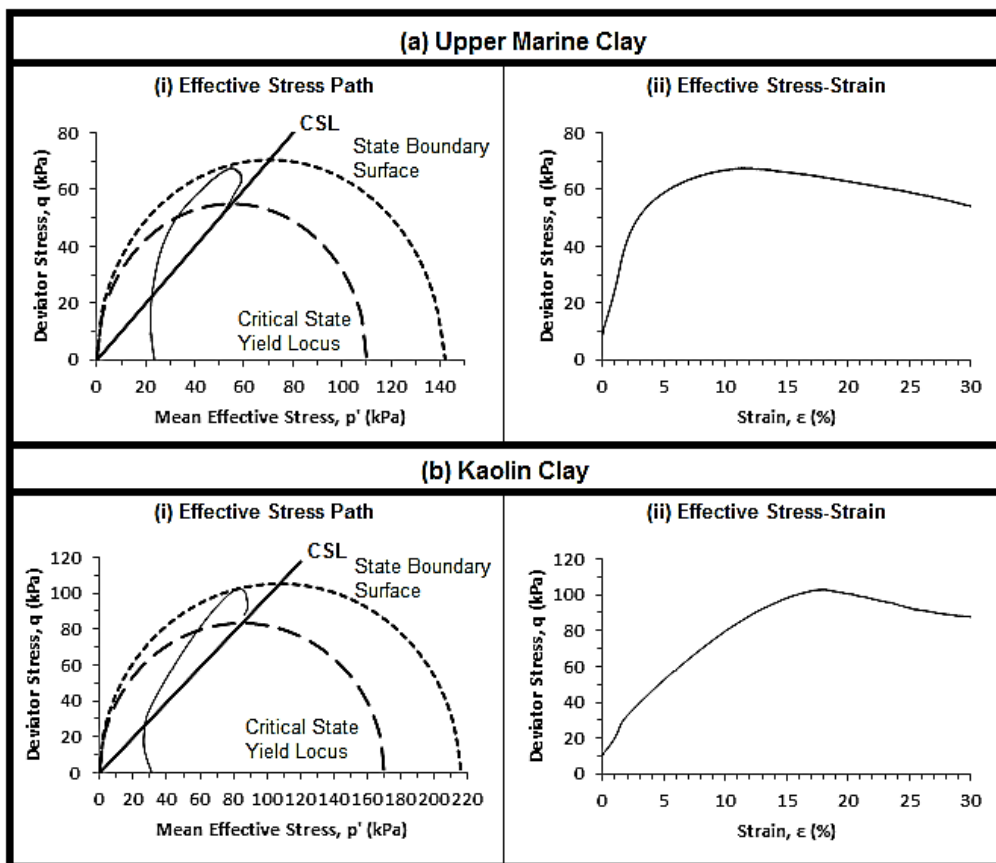 (a) Upper Marine Clay
(i) Effective Stress Path
CSL
State Boundary
Surface
80
60
40
20
0
Deviator Stress, q (kPa)
Critical State
Yield Locus
0 20 40 60 80 100 120 140
Mean Effective Stress, p' (kPa)
(ii) Effective Stress-Strain
80
60
40
20
0
Deviator Stress, q (kPa)
0 5 10 15 20 25 30
Strain, ε (%)
(b) Kaolin Clay
(i) Effective Stress Path
CSL
State Boundary
Surface
120
100
80
60
40
20
0
Deviator Stress, q (kPa)
Critical State
Yield Locus
0 20 40 60 80 100 120 140 160 180 200 220
Mean Effective Stress, p' (kPa)
(ii) Effective Stress-Strain
120
100
80
60
40
20
0
Deviator Stress, q (kPa)
0 5 10 15 20 25 30
Strain, ε (%)